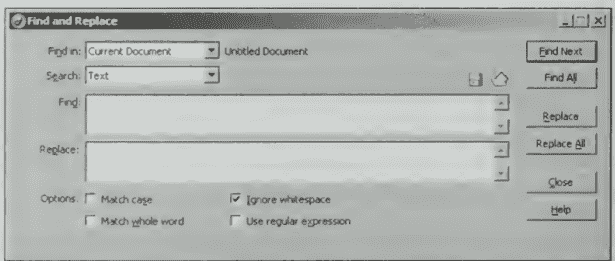 Find and Replace
Find in: Current Document Untitled Document Find Next
Search: Text Find All
Find:
Replace
Replace: Replace All
Options: Match case Ignore whitespace Close
Match whole word Use regular expression Help